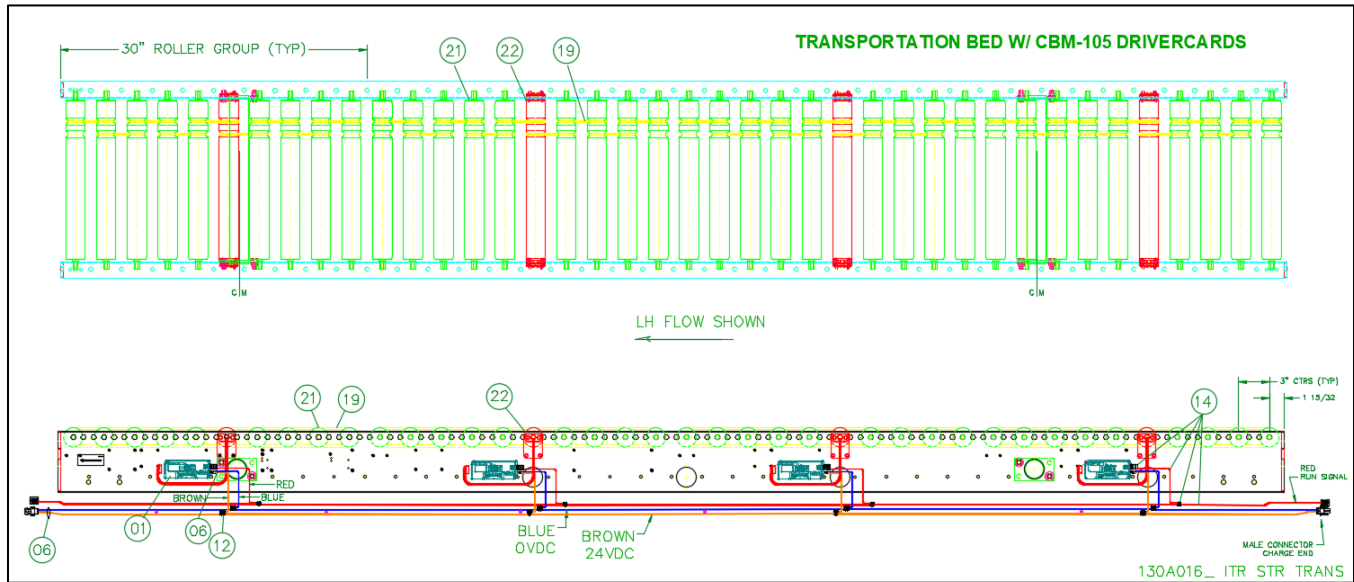 30" ROLLER GROUP (TYP)
21
22
19
TRANSPORTATION BED W/ CBM-105 DRIVERCARDS
C M
C M
LH FLOW SHOWN
21
19
22
14
3" CTRS (TYP)
1 15/32
RED
RUN SIGNAL
RED
BROWN
BLUE
01
06
12
06
BLUE
0VDC
BROWN
24VDC
MALE CONNECTOR
CHARGE END
130A016_ ITR STR TRANS